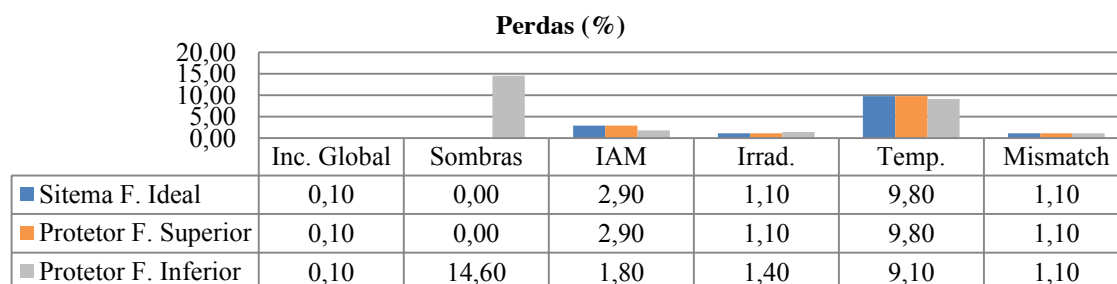 Perdas (%)
20,00
15,00
10,00
5,00
0,00
Inc. Global Sombras IAM Irrad. Temp. Mismatch
Sitema F. Ideal 0,10 0,00 2,90 1,10 9,80 1,10
Protetor F. Superior 0,10 0,00 2,90 1,10 9,80 1,10
Protetor F. Inferior 0,10 14,60 1,80 1,40 9,10 1,10